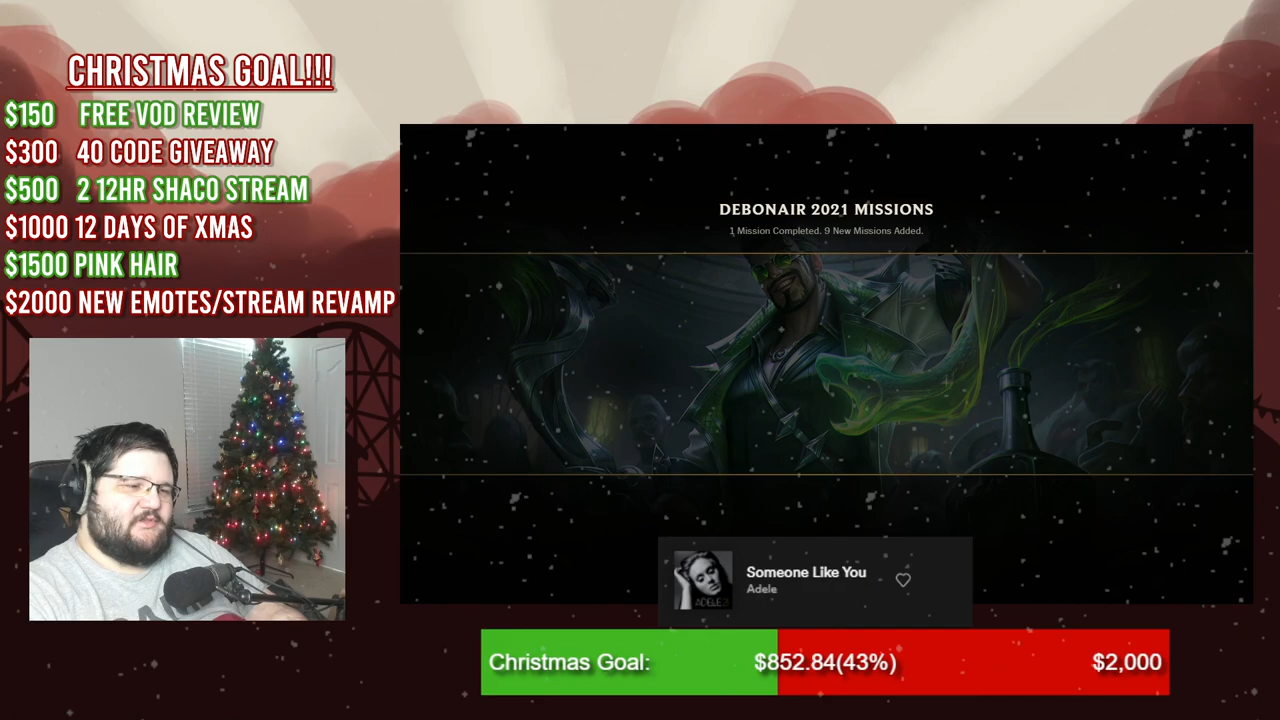 CHRISTMAS GOAL!!!
$150 FREE VOD REVIEW
$300 40 CODE GIVEAWAY
$500 2 12HR SHACO STREAM
$1000 12 DAYS OF XMAS
$1500 PINK HAIR
$2000 NEW EMOTES/STREAM REVAMP
DEBONAIR 2021 MISSIONS
1 Mission Completed. 9 New Missions Added.
Someone Like You
Adele
Christmas Goal: $852.84(43%) $2,000